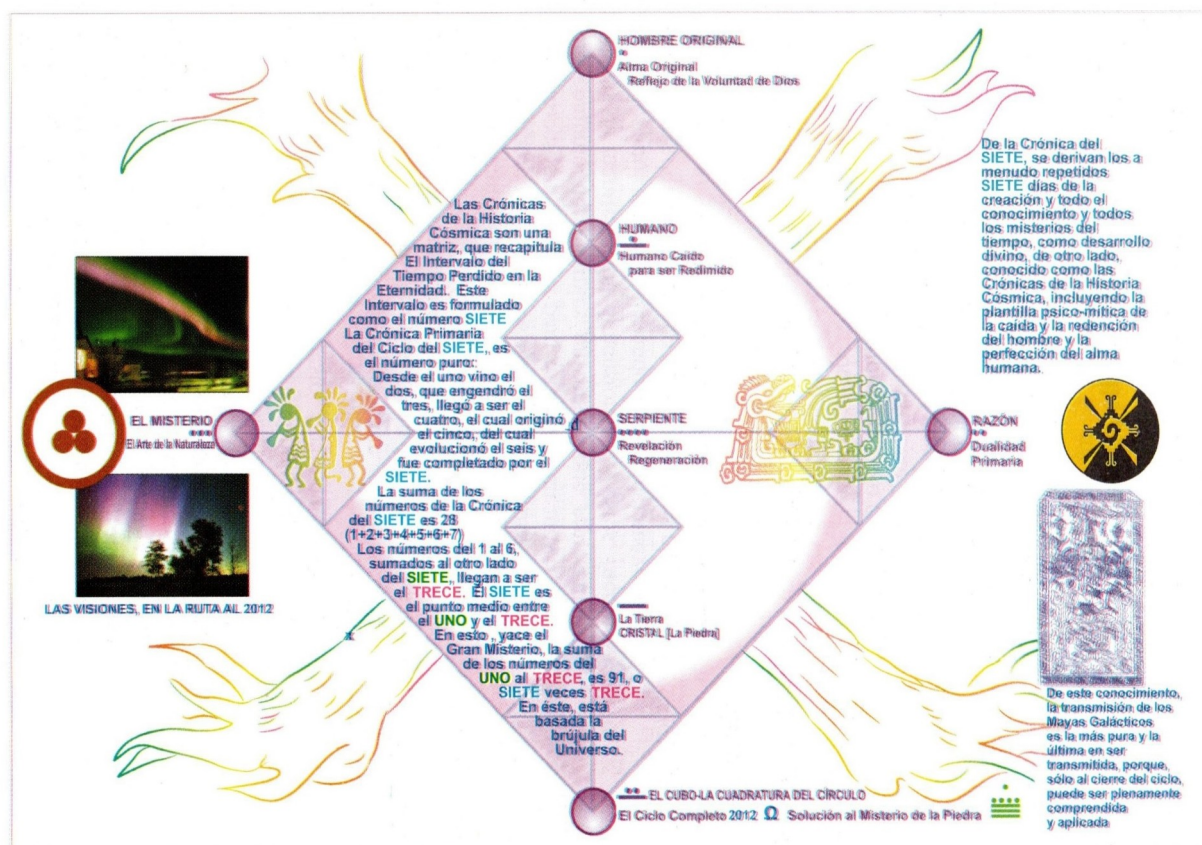 HOMBRE ORIGINAL
Alma Original
Reflejo de la Voluntad de Dios
De la Crónica del
SIETE, se derivan los a
menudo repetidos
SIETE días de la
creación y todo el
conocimiento y todos
los misterios del
tiempo, como desarrollo
divino, de otro lado,
conocido como las
Crónicas de la Historia
Cósmica, incluyendo la
plantilla psico-mítica de
la caída y la redención
del hombre y la
perfección del alma
humana.
Las Crónicas
de la Historia
Cósmica son una
matriz, que recapitula
El Intervalo del
Tiempo Perdido en la
Eternidad. Este
Intervalo es formulado
como el número SIETE
La Crónica Primaria
del Ciclo del SIETE, es
el número puro:
Desde el uno vino el
dos, que engendró el
tres, llegó a ser el
cuatro, el cual originó
el cinco, del cual
evolucionó el seis y
fue completado por el
SIETE.
La suma de los
números de la Crónica
del SIETE es 28
(1+2+3+4+5+6+7)
Los números del 1 al 6,
sumados al otro lado
del SIETE, llegan a ser
el TRECE. El SIETE es
el punto medio entre
el UNO y el TRECE.
En esto , yace el
Gran Misterio, la suma
de los números del
UNO al TRECE, es 91, o
SIETE veces TRECE.
En éste, está
basada la
brújula del
Universo.
HUMANO
Humano Caído
para ser Redimido
EL MISTERIO
El Arte de la Naturaleza
SERPIENTE
Revelación
Regeneración
RAZÓN
Dualidad
Primaria
LAS VISIONES, EN LA RUTA AL 2012
La Tierra
CRISTAL [La Piedra]
De este conocimiento,
la transmisión de los
Mayas Galácticos
es la más pura y la
última en ser
transmitida, porque,
sólo al cierre del ciclo,
puede ser plenamente
comprendida
y aplicada
EL CUBO-LA CUADRATURA DEL CÍRCULO
El Ciclo Completo 2012 Ω Solución al Misterio de la Piedra